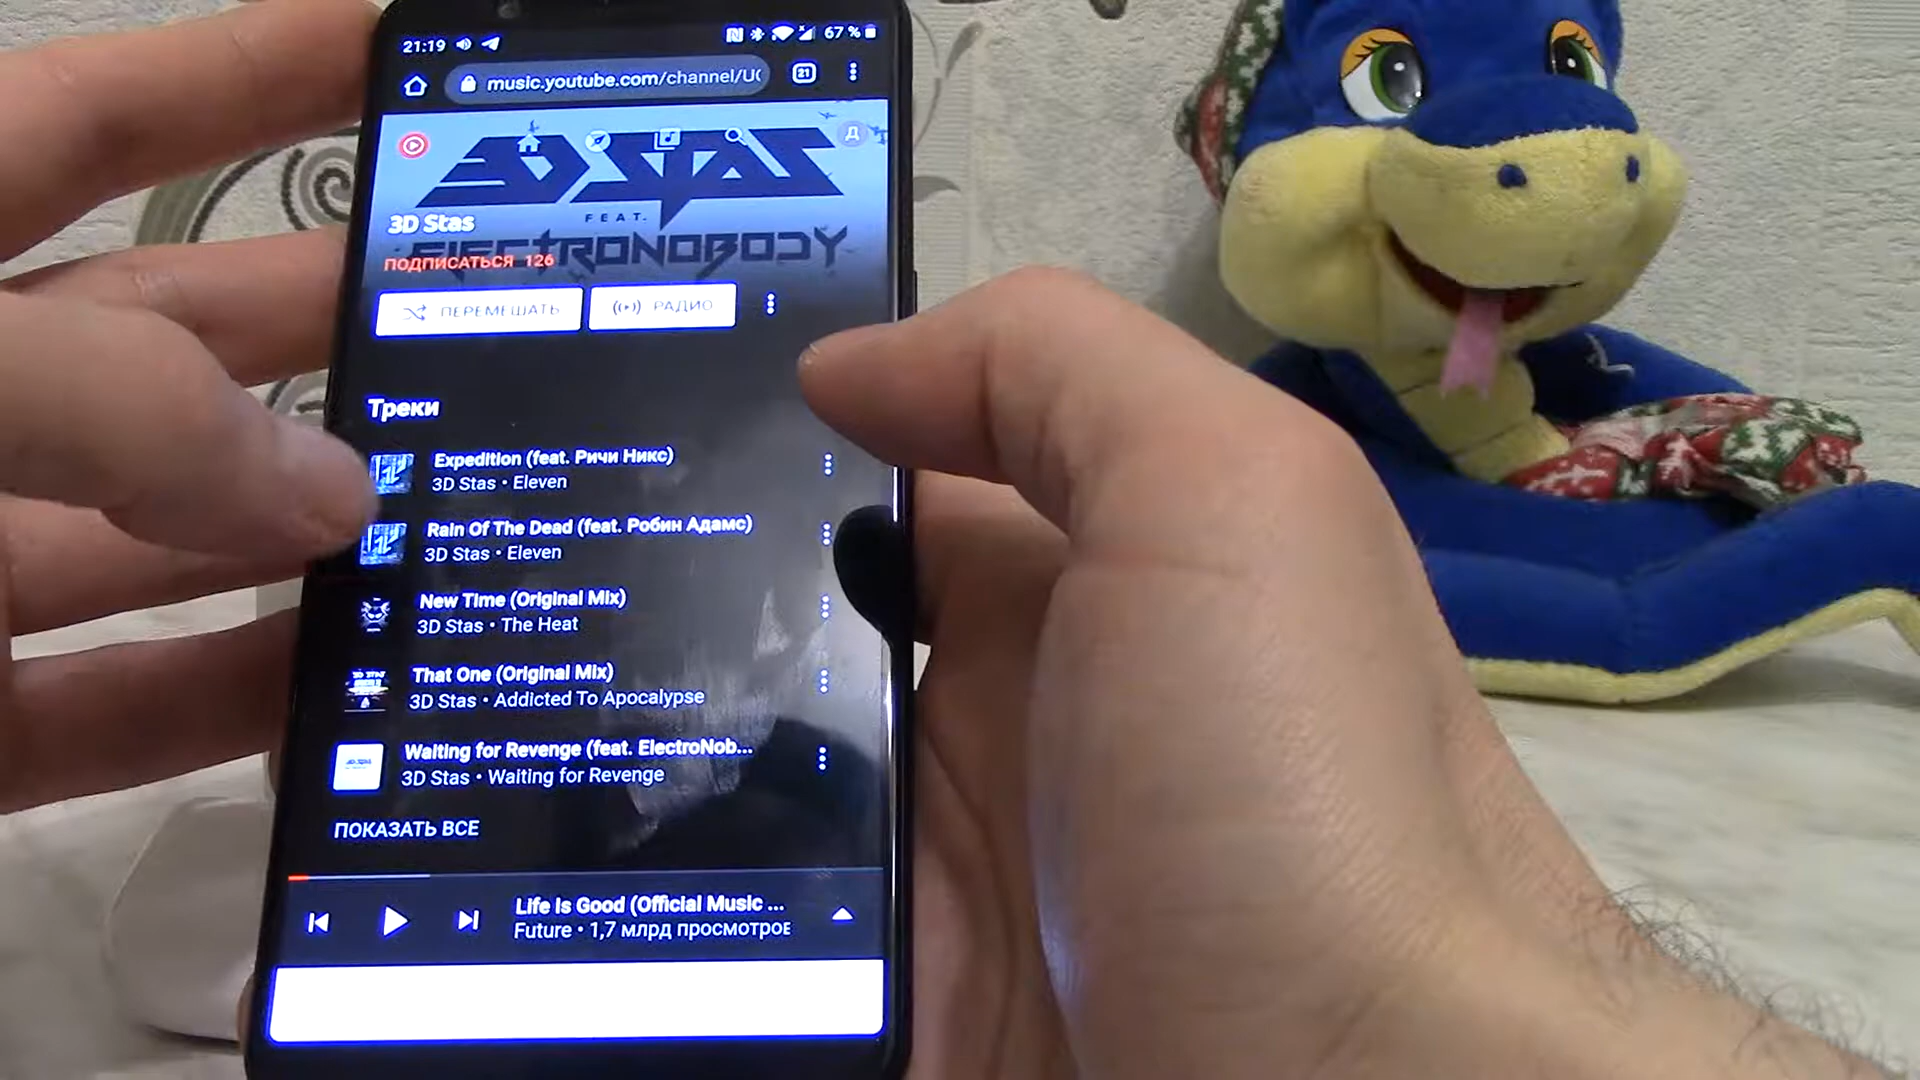 21:19
67 %
music.youtube.com/channel/U
21
3D STAS
Д
3D Stas
FEAT.
ELECTRONOBODY
ПОДПИСАТЬСЯ 126
ПЕРЕМЕШАТЬ
РАДИО
Треки
Expedition (feat. Ричи Никс)
3D Stas • Eleven
Rain Of The Dead (feat. Робин Адамс)
3D Stas • Eleven
New Time (Original Mix)
3D Stas • The Heat
That One (Original Mix)
3D Stas • Addicted To Apocalypse
Waiting for Revenge (feat. ElectroNob...
3D Stas • Waiting for Revenge
ПОКАЗАТЬ ВСЕ
Life Is Good (Official Music ...
Future • 1,7 млрд просмотров